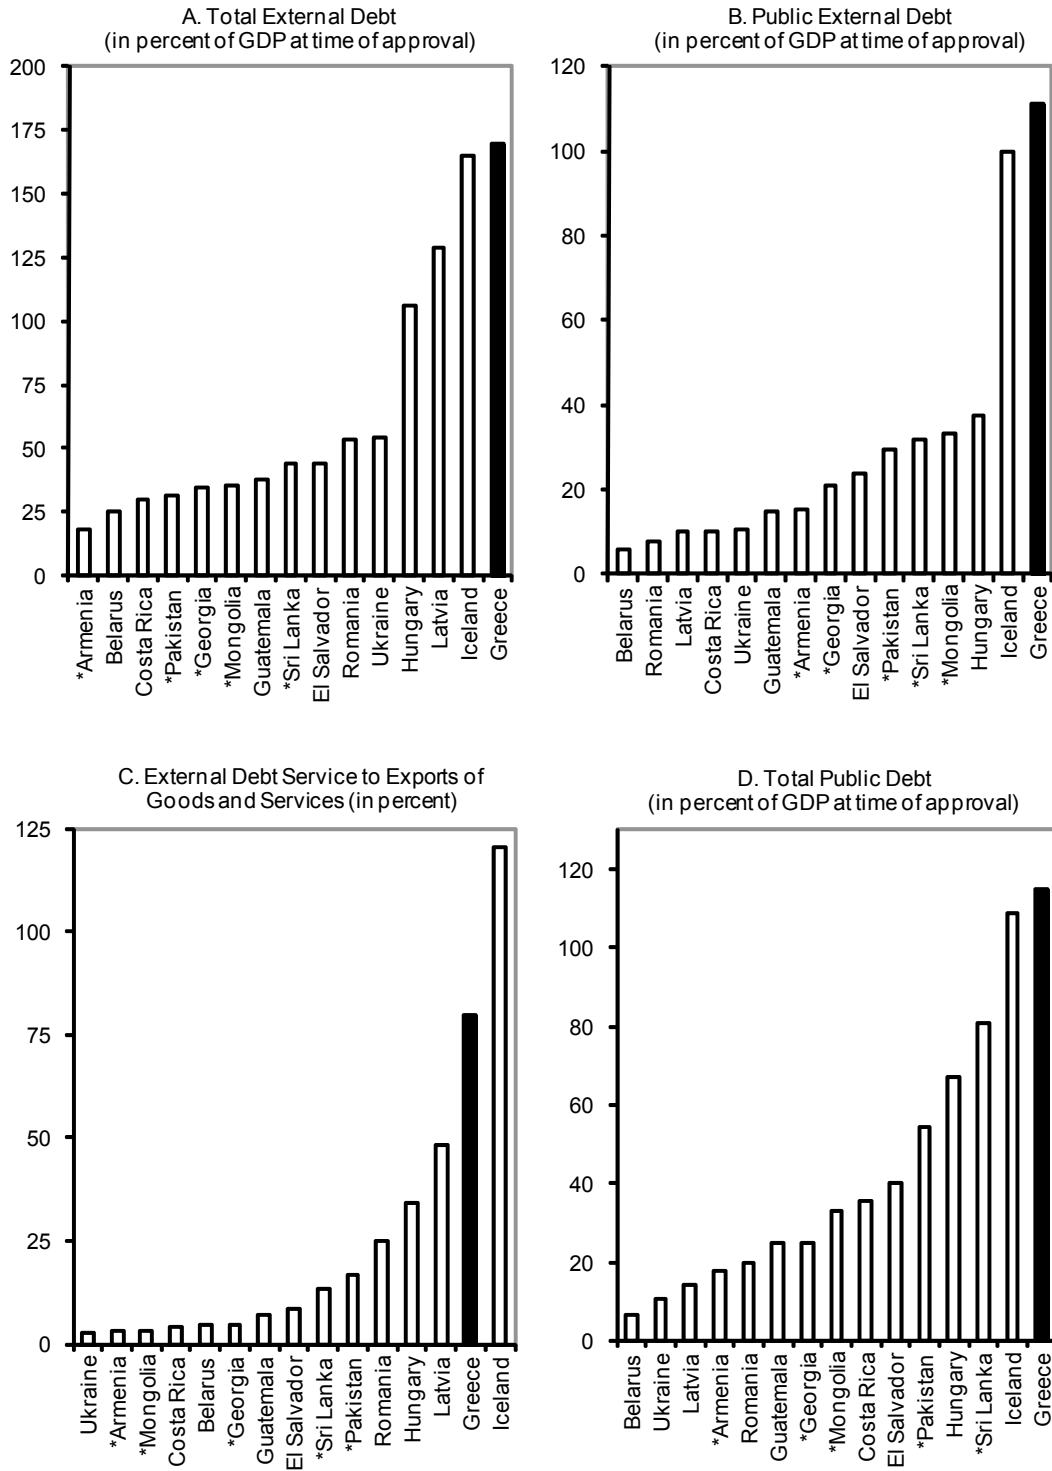 A. Total External Debt
(in percent of GDP at time of approval)
200
175
150
125
100
75
50
25
0
*Armenia
Belarus
Costa Rica
*Pakistan
*Georgia
*Mongolia
Guatemala
*Sri Lanka
El Salvador
Romania
Ukraine
Hungary
Latvia
Iceland
Greece
B. Public External Debt
(in percent of GDP at time of approval)
120
100
80
60
40
20
0
Belarus
Romania
Latvia
Costa Rica
Ukraine
Guatemala
*Armenia
*Georgia
El Salvador
*Pakistan
*Sri Lanka
*Mongolia
Hungary
Iceland
Greece
C. External Debt Service to Exports of
Goods and Services (in percent)
125
100
75
50
25
0
Ukraine
*Armenia
*Mongolia
Costa Rica
Belarus
*Georgia
Guatemala
El Salvador
*Sri Lanka
*Pakistan
Romania
Hungary
Latvia
Greece
Iceland
D. Total Public Debt
(in percent of GDP at time of approval)
120
100
80
60
40
20
0
Belarus
Ukraine
Latvia
*Armenia
Romania
Guatemala
*Georgia
*Mongolia
Costa Rica
El Salvador
*Pakistan
Hungary
*Sri Lanka
Iceland
Greece